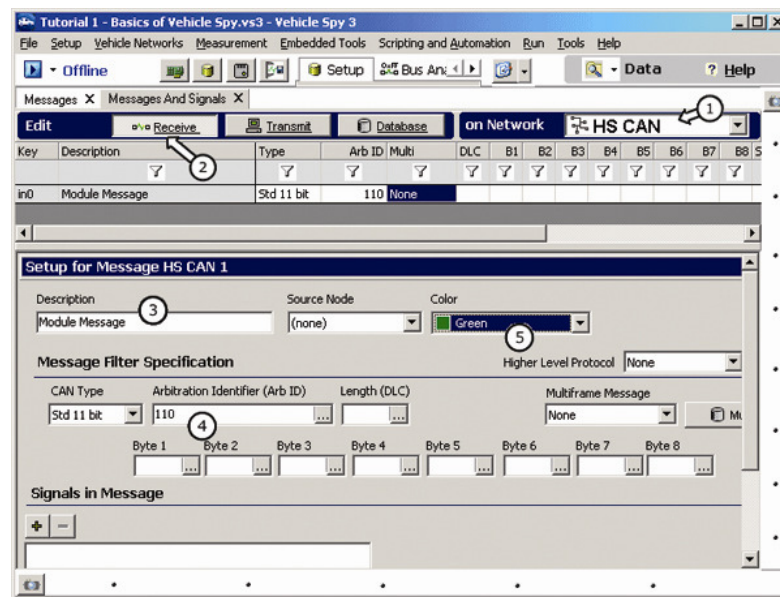 Tutorial 1 - Basics of Vehicle Spy.vs3 - Vehicle Spy 3
File Setup Vehicle Networks Measurement Embedded Tools Scripting and Automation Run Tools Help
Offline Setup Bus Ana Data ? Help
Messages X Messages And Signals X
1
Edit Receive Transmit Database on Network HS CAN
2
Key Description Type Arb ID Multi DLC B1 B2 B3 B4 B5 B6 B7 B8 S
in0 Module Message Std 11 bit 110 None
Setup for Message HS CAN 1
Description Source Node Color
3
Module Message (none) Green
5
Message Filter Specification Higher Level Protocol None
CAN Type Arbitration Identifier (Arb ID) Length (DLC) Multiframe Message
Std 11 bit 110 ... ... None
4
Byte 1 Byte 2 Byte 3 Byte 4 Byte 5 Byte 6 Byte 7 Byte 8
... ... ... ... ... ... ... ...
Signals in Message